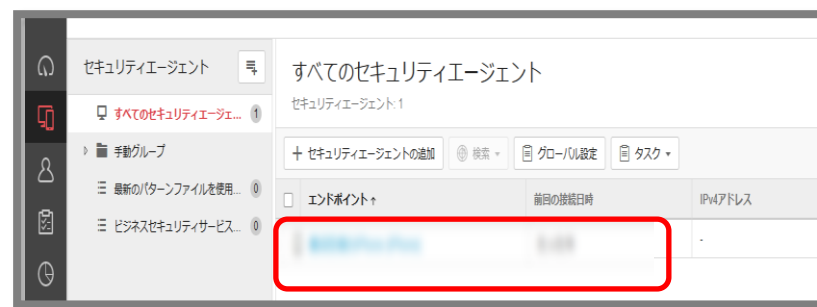 セキュリティエージェント
すべてのセキュリティエージェ... 1
手動グループ
最新のパターンファイルを使用... 0
ビジネスセキュリティサービス... 0
すべてのセキュリティエージェント
セキュリティエージェント: 1
+ セキュリティエージェントの追加 検索 グローバル設定 タスク
エンドポイント↑ 前回の接続日時 IPv4アドレス
-